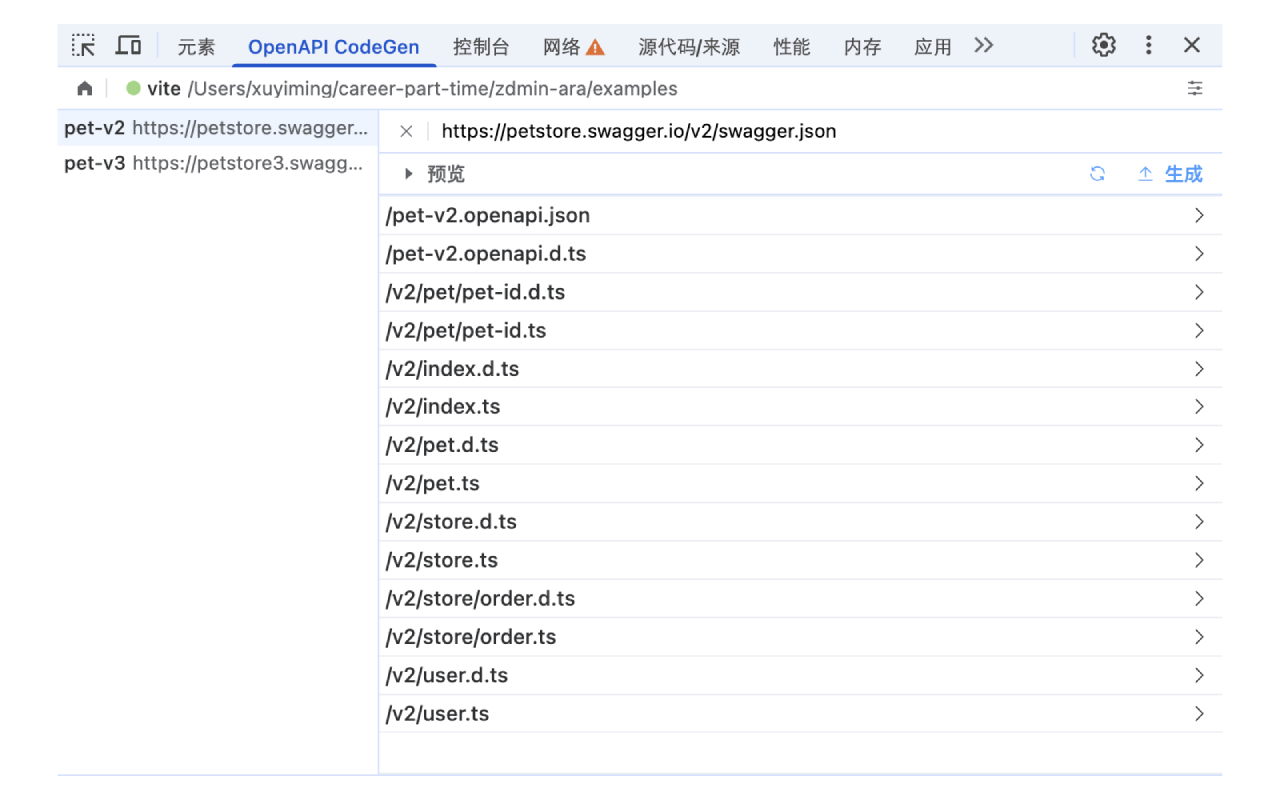 元素 OpenAPI CodeGen 控制台 网络 源代码/来源 性能 内存 应用
vite /Users/xuyiming/career-part-time/zdmin-ara/examples
pet-v2 https://petstore.swagger...
pet-v3 https://petstore3.swagg...
https://petstore.swagger.io/v2/swagger.json
预览 生成
/pet-v2.openapi.json
/pet-v2.openapi.d.ts
/v2/pet/pet-id.d.ts
/v2/pet/pet-id.ts
/v2/index.d.ts
/v2/index.ts
/v2/pet.d.ts
/v2/pet.ts
/v2/store.d.ts
/v2/store.ts
/v2/store/order.d.ts
/v2/store/order.ts
/v2/user.d.ts
/v2/user.ts